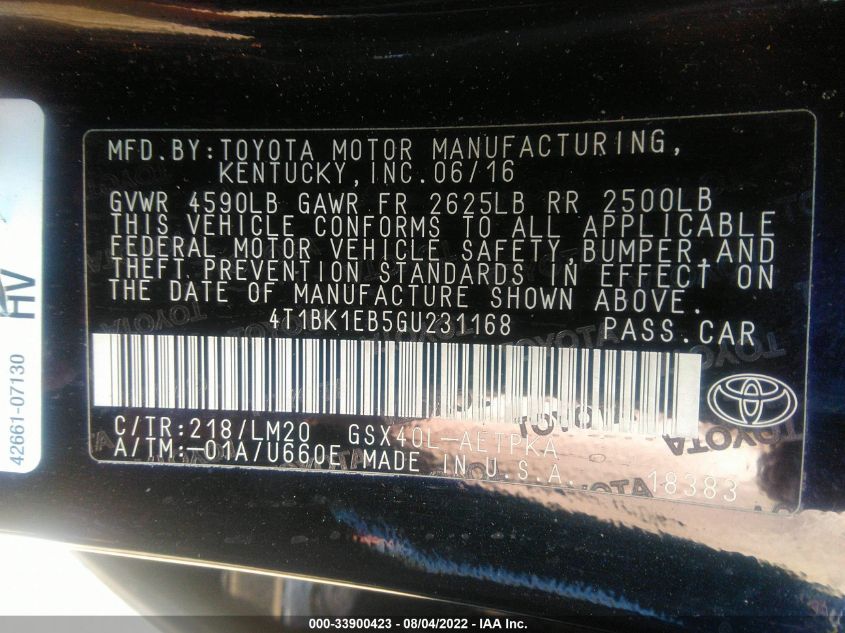 MFD.BY:TOYOTA MOTOR MANUFACTURING,
KENTUCKY,INC.06/16
GVWR 4590LB GAWR FR 2625LB RR 2500LB
THIS VEHICLE CONFORMS TO ALL APPLICABLE
FEDERAL MOTOR VEHICLE SAFETY,BUMPER,AND
THEFT PREVENTION STANDARDS IN EFFECT ON
THE DATE OF MANUFACTURE SHOWN ABOVE.
4T1BK1EB5GU231168 PASS.CAR
C/TR:218/LM20 GSX40L-AETPKA
A/TM:-01A/U660E MADE IN U.S.A. 18383
HV
42661-07130
000-33900423 - 08/04/2022 - IAA Inc.